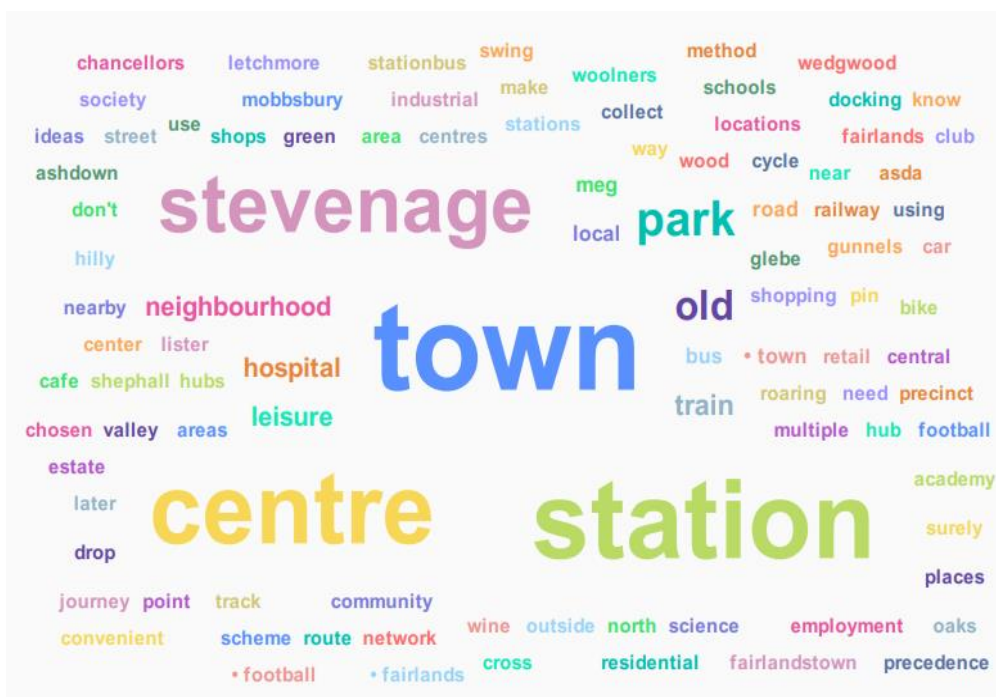 swing method
chancellors letchmore stationbus woolners wedgwood
society mobbsbury industrial make collect schools docking know
ideas street use shops green area centres stations locations fairlands club
way wood cycle near asda
ashdown stevenage meg park road railway using
don't local glebe gunnels car
hilly
nearby neighbourhood town old shopping pin bike
center lister bus • town retail central
cafe shephall hubs hospital train roaring need precinct
chosen valley areas leisure multiple hub football
estate academy
later centre station surely
drop places
journey point track community
convenient scheme route network wine outside north science employment oaks
• football • fairlands cross residential fairlandstown precedence